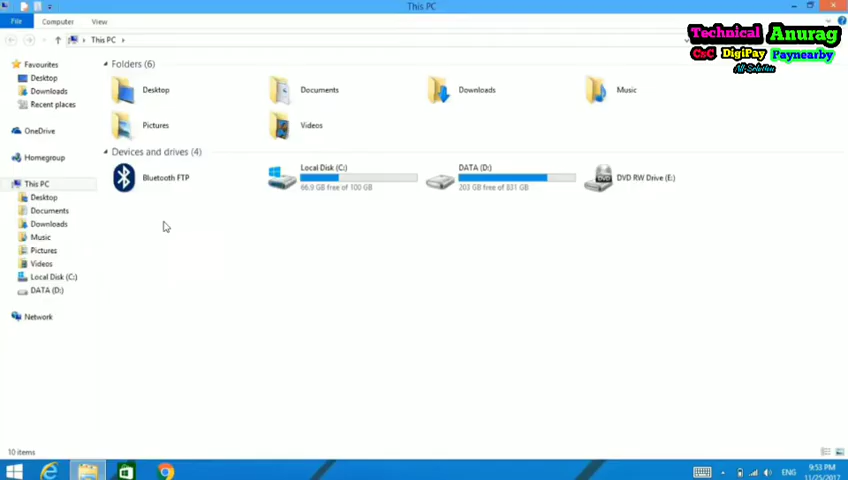 This PC
File
Computer
View
This PC
Technical Anurag
CsC DigiPay Paynearby
All Solution
Favourites
Desktop
Downloads
Recent places
OneDrive
Homegroup
This PC
Desktop
Documents
Downloads
Music
Pictures
Videos
Local Disk (C:)
DATA (D:)
Network
Folders (6)
Desktop
Documents
Downloads
Music
Pictures
Videos
Devices and drives (4)
Bluetooth FTP
Local Disk (C:)
66.9 GB free of 100 GB
DATA (D:)
203 GB free of 831 GB
DVD
DVD RW Drive (E:)
10 items
ENG
9:53 PM
11/25/2017